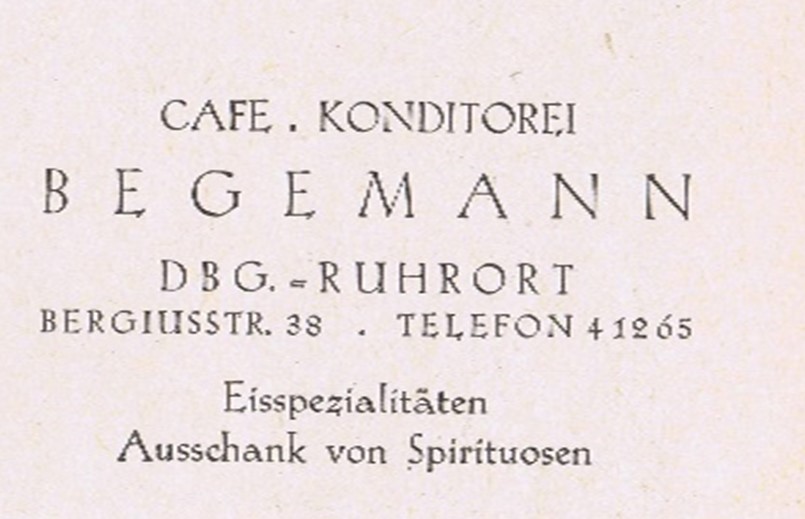 CAFE . KONDITOREI
BEGEMANN
DBG.=RUHRORT
BERGIUSSTR. 38 . TELEFON 41265
Eisspezialitäten
Ausschank von Spirituosen